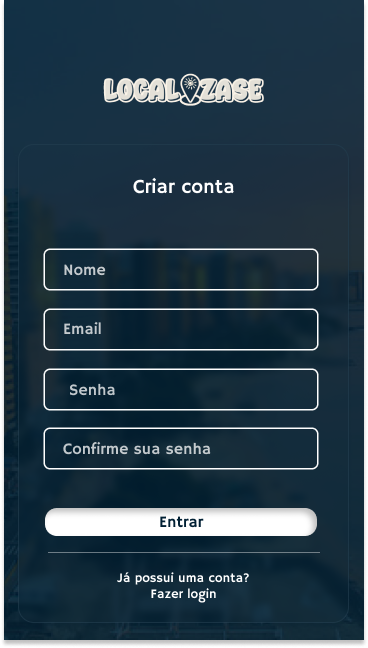 LOCALIZASE
Criar conta
Nome
Email
Senha
Confirme sua senha
Entrar
Já possui uma conta?
Fazer login